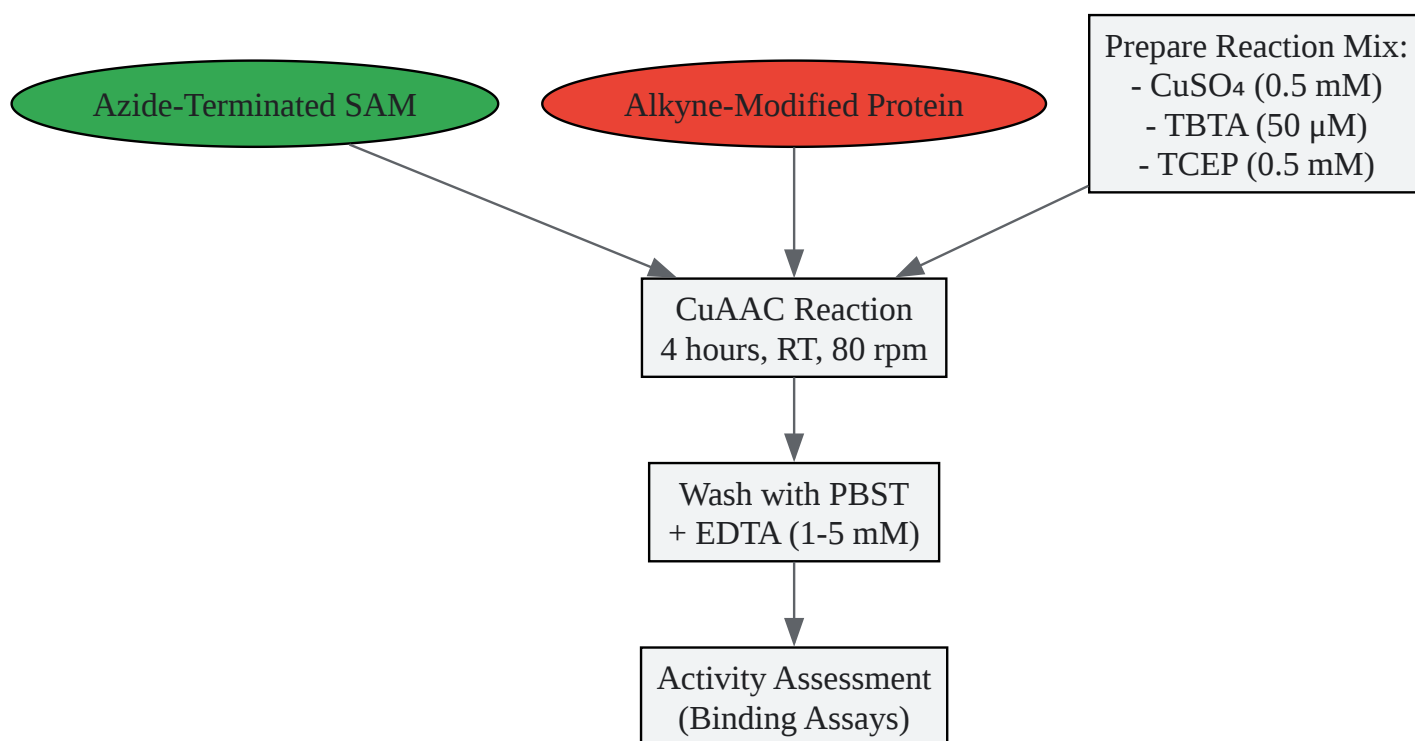 Azide-Terminated SAM
Alkyne-Modified Protein
Prepare Reaction Mix:
- CuSO₄ (0.5 mM)
- TBTA (50 μM)
- TCEP (0.5 mM)
CuAAC Reaction
4 hours, RT, 80 rpm
Wash with PBST
+ EDTA (1-5 mM)
Activity Assessment
(Binding Assays)